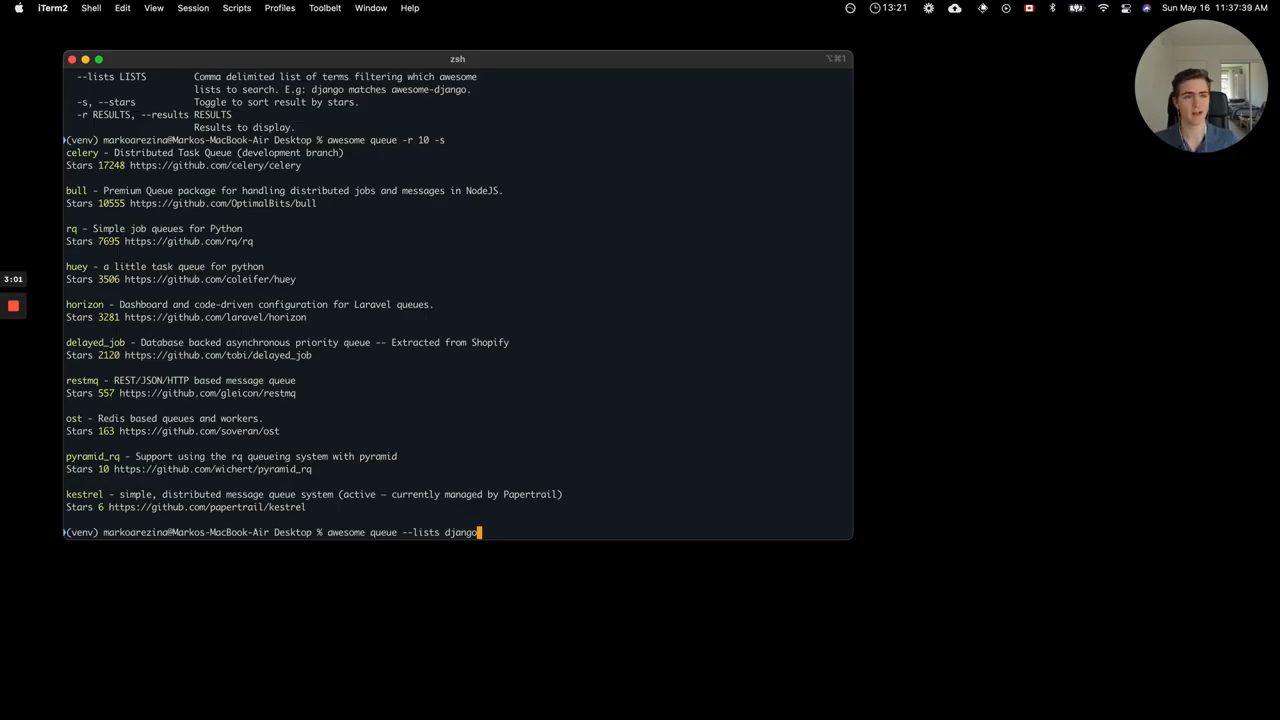 iTerm2 Shell Edit View Session Scripts Profiles Toolbelt Window Help 13:21 Sun May 16 11:37:39 AM
zsh
⌥⌘1
--lists LISTS Comma delimited list of terms filtering which awesome
lists to search. E.g: django matches awesome-django.
-s, --stars Toggle to sort result by stars.
-r RESULTS, --results RESULTS
Results to display.
(venv) markoarezina@Markos-MacBook-Air Desktop % awesome queue -r 10 -s
celery - Distributed Task Queue (development branch)
Stars 17248 https://github.com/celery/celery
bull - Premium Queue package for handling distributed jobs and messages in NodeJS.
Stars 10555 https://github.com/OptimalBits/bull
rq - Simple job queues for Python
Stars 7695 https://github.com/rq/rq
huey - a little task queue for python
Stars 3506 https://github.com/coleifer/huey
horizon - Dashboard and code-driven configuration for Laravel queues.
Stars 3281 https://github.com/laravel/horizon
delayed_job - Database backed asynchronous priority queue -- Extracted from Shopify
Stars 2120 https://github.com/tobi/delayed_job
restmq - REST/JSON/HTTP based message queue
Stars 557 https://github.com/gleicon/restmq
ost - Redis based queues and workers.
Stars 163 https://github.com/soveran/ost
pyramid_rq - Support using the rq queueing system with pyramid
Stars 10 https://github.com/wichert/pyramid_rq
kestrel - simple, distributed message queue system (active – currently managed by Papertrail)
Stars 6 https://github.com/papertrail/kestrel
(venv) markoarezina@Markos-MacBook-Air Desktop % awesome queue --lists django
3:01